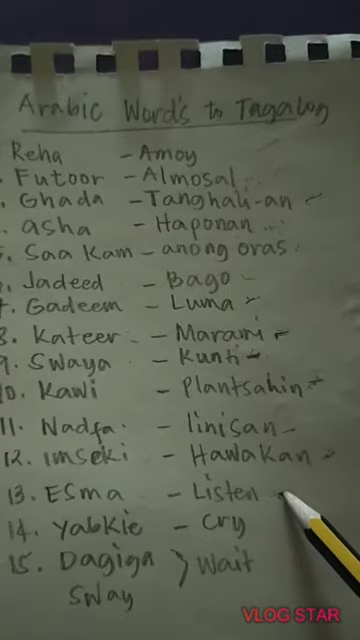 Arabic Word's to Tagalog
Reha - Amoy
. Futoor - Almosal
. Ghada - Tanghali-an
. asha - Haponan
5. Saa Kam - anong oras
. Jadeed - Bago
7. Gadeem - Luma
8. Kateer - Marami
9. Swaya - Kunti
10. Kawi - Plantsahin
11. Nadfa - linisan
12. imseki - Hawakan
13. Esma - Listen
14. Yabkie - Cry
15. Dagiga } Wait
Sway
VLOG STAR